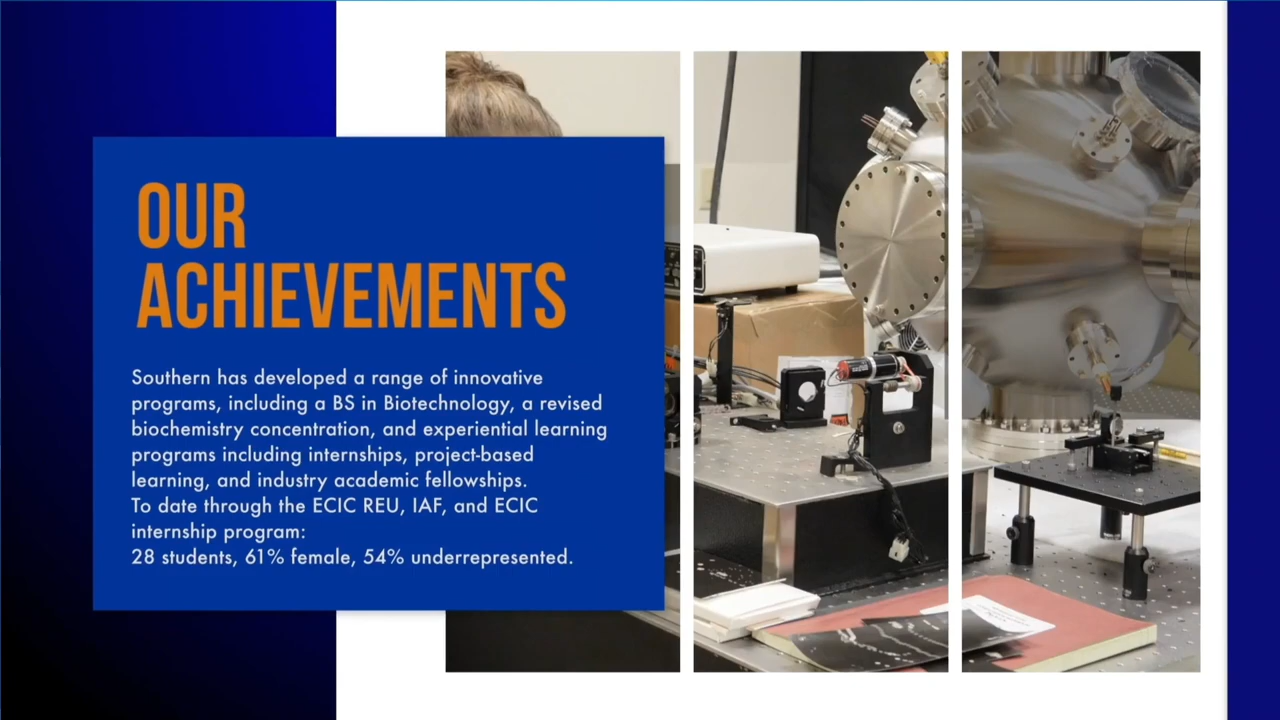 OUR
ACHIEVEMENTS
Southern has developed a range of innovative
programs, including a BS in Biotechnology, a revised
biochemistry concentration, and experiential learning
programs including internships, project-based
learning, and industry academic fellowships.
To date through the ECIC REU, IAF, and ECIC
internship program:
28 students, 61% female, 54% underrepresented.